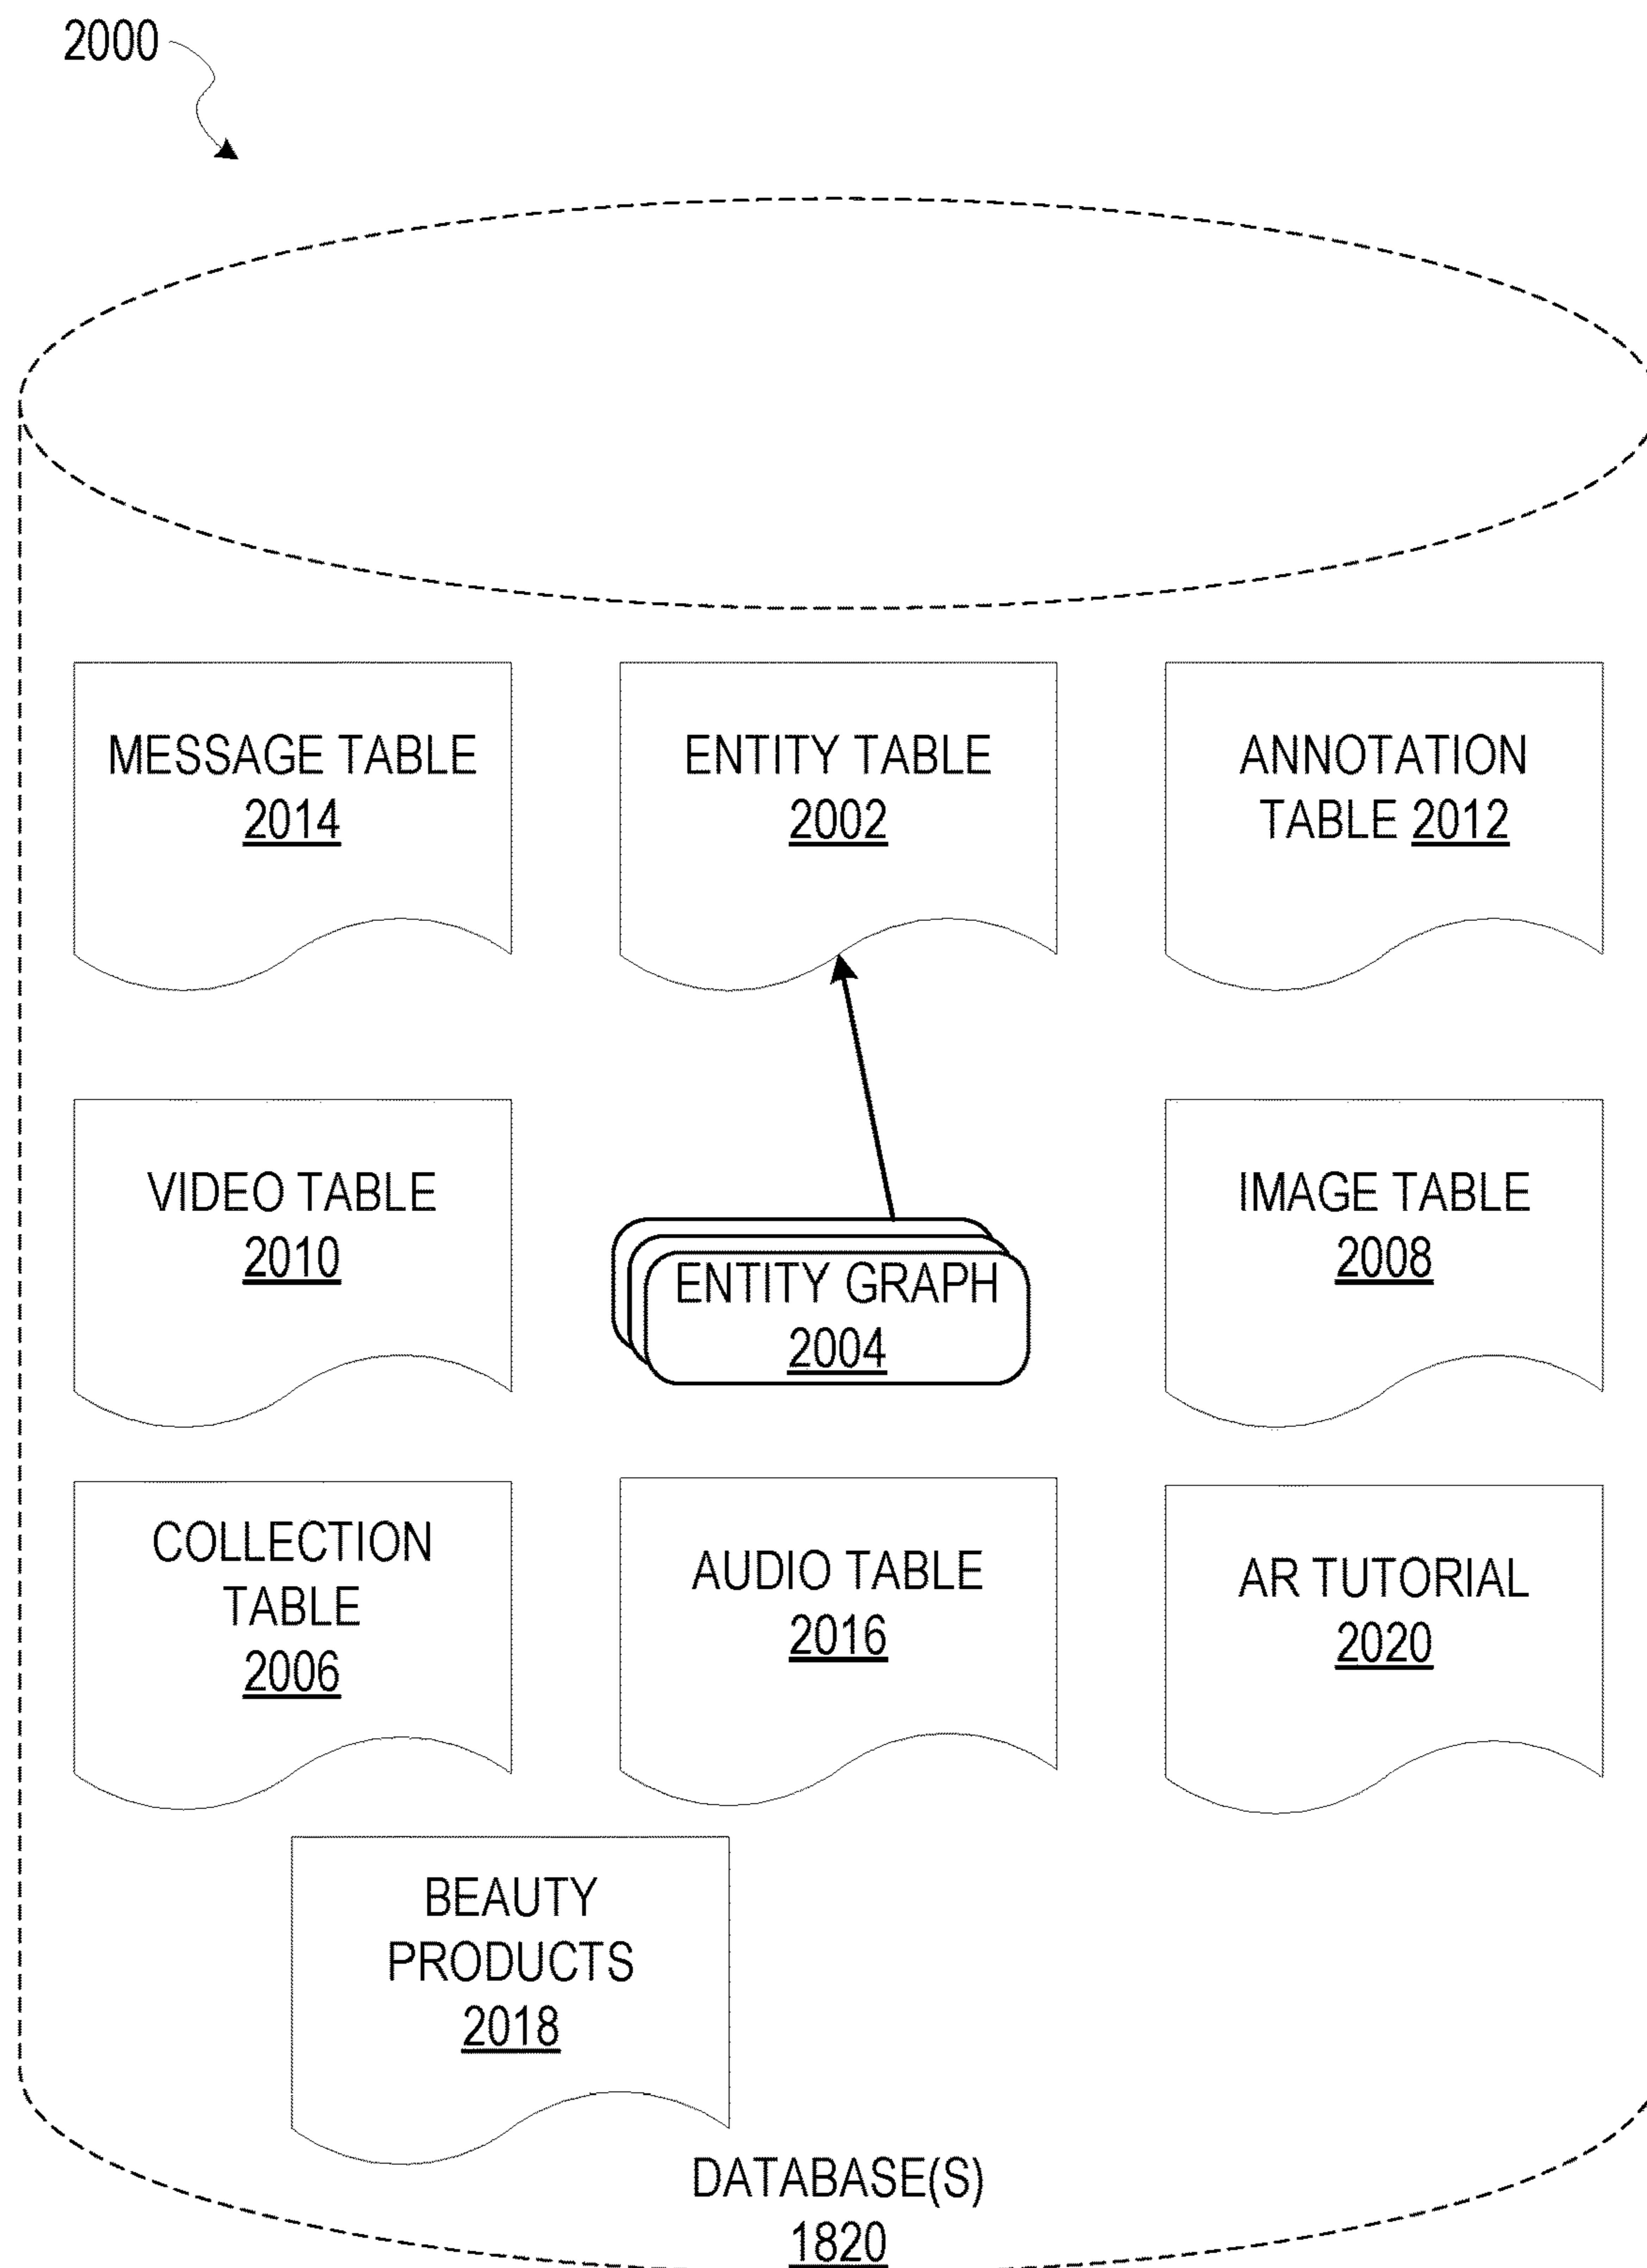 2000
MESSAGE TABLE
2014
ENTITY TABLE
2002
ANNOTATION
TABLE 2012
VIDEO TABLE
2010
ENTITY GRAPH
2004
IMAGE TABLE
2008
COLLECTION
TABLE
2006
AUDIO TABLE
2016
AR TUTORIAL
2020
BEAUTY
PRODUCTS
2018
DATABASE(S)
1820